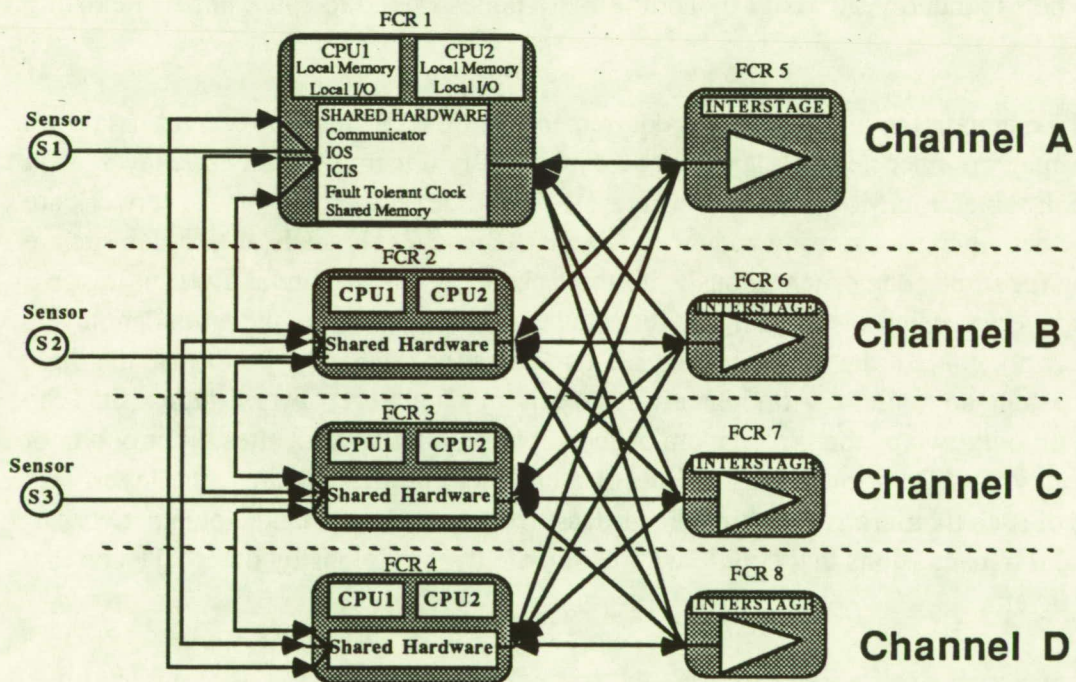 FCR 1
CPU1
Local Memory
Local I/O
CPU2
Local Memory
Local I/O
SHARED HARDWARE
Communicator
IOS
ICIS
Fault Tolerant Clock
Shared Memory
Sensor
S1
FCR 5
INTERSTAGE
Channel A
FCR 2
CPU1
CPU2
Shared Hardware
Sensor
S2
FCR 6
INTERSTAGE
Channel B
FCR 3
CPU1
CPU2
Shared Hardware
Sensor
S3
FCR 7
INTERSTAGE
Channel C
FCR 4
CPU1
CPU2
Shared Hardware
FCR 8
INTERSTAGE
Channel D